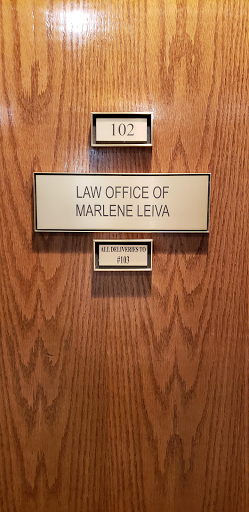 102
LAW OFFICE OF
MARLENE LEIVA
ALL DELIVERIES TO
#103